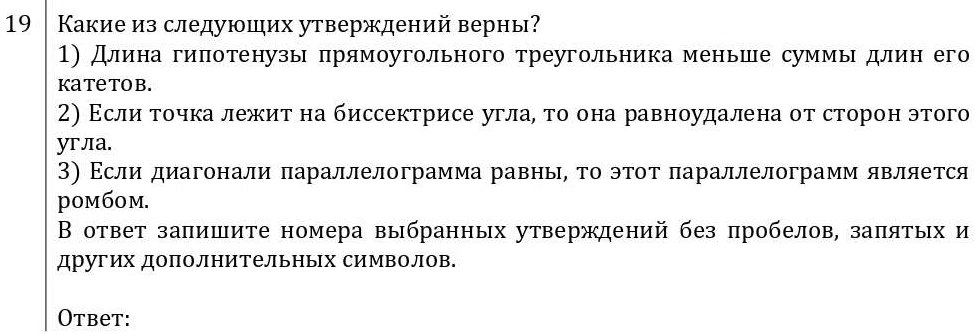 19 Какие из следующих утверждений верны?
1) Длина гипотенузы прямоугольного треугольника меньше суммы длин его
катетов.
2) Если точка лежит на биссектрисе угла, то она равноудалена от сторон этого
угла.
3) Если диагонали параллелограмма равны, то этот параллелограмм является
ромбом.
В ответ запишите номера выбранных утверждений без пробелов, запятых и
других дополнительных символов.
Ответ: